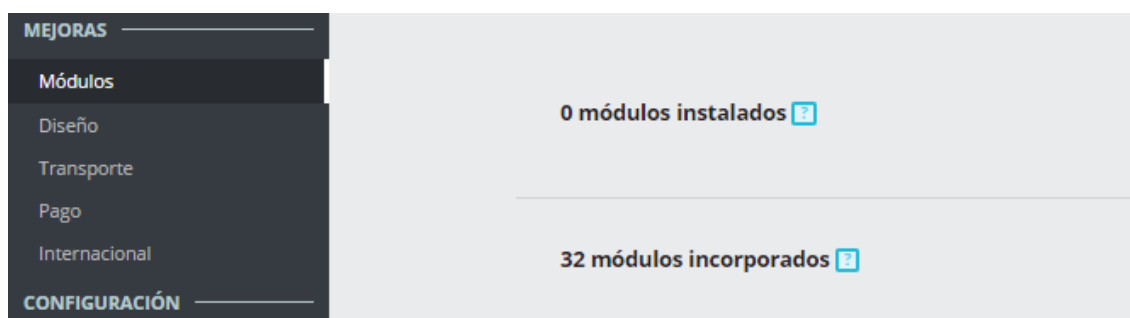 MEJORAS
Módulos
Diseño
Transporte
Pago
Internacional
CONFIGURACIÓN
0 módulos instalados ?
32 módulos incorporados ?